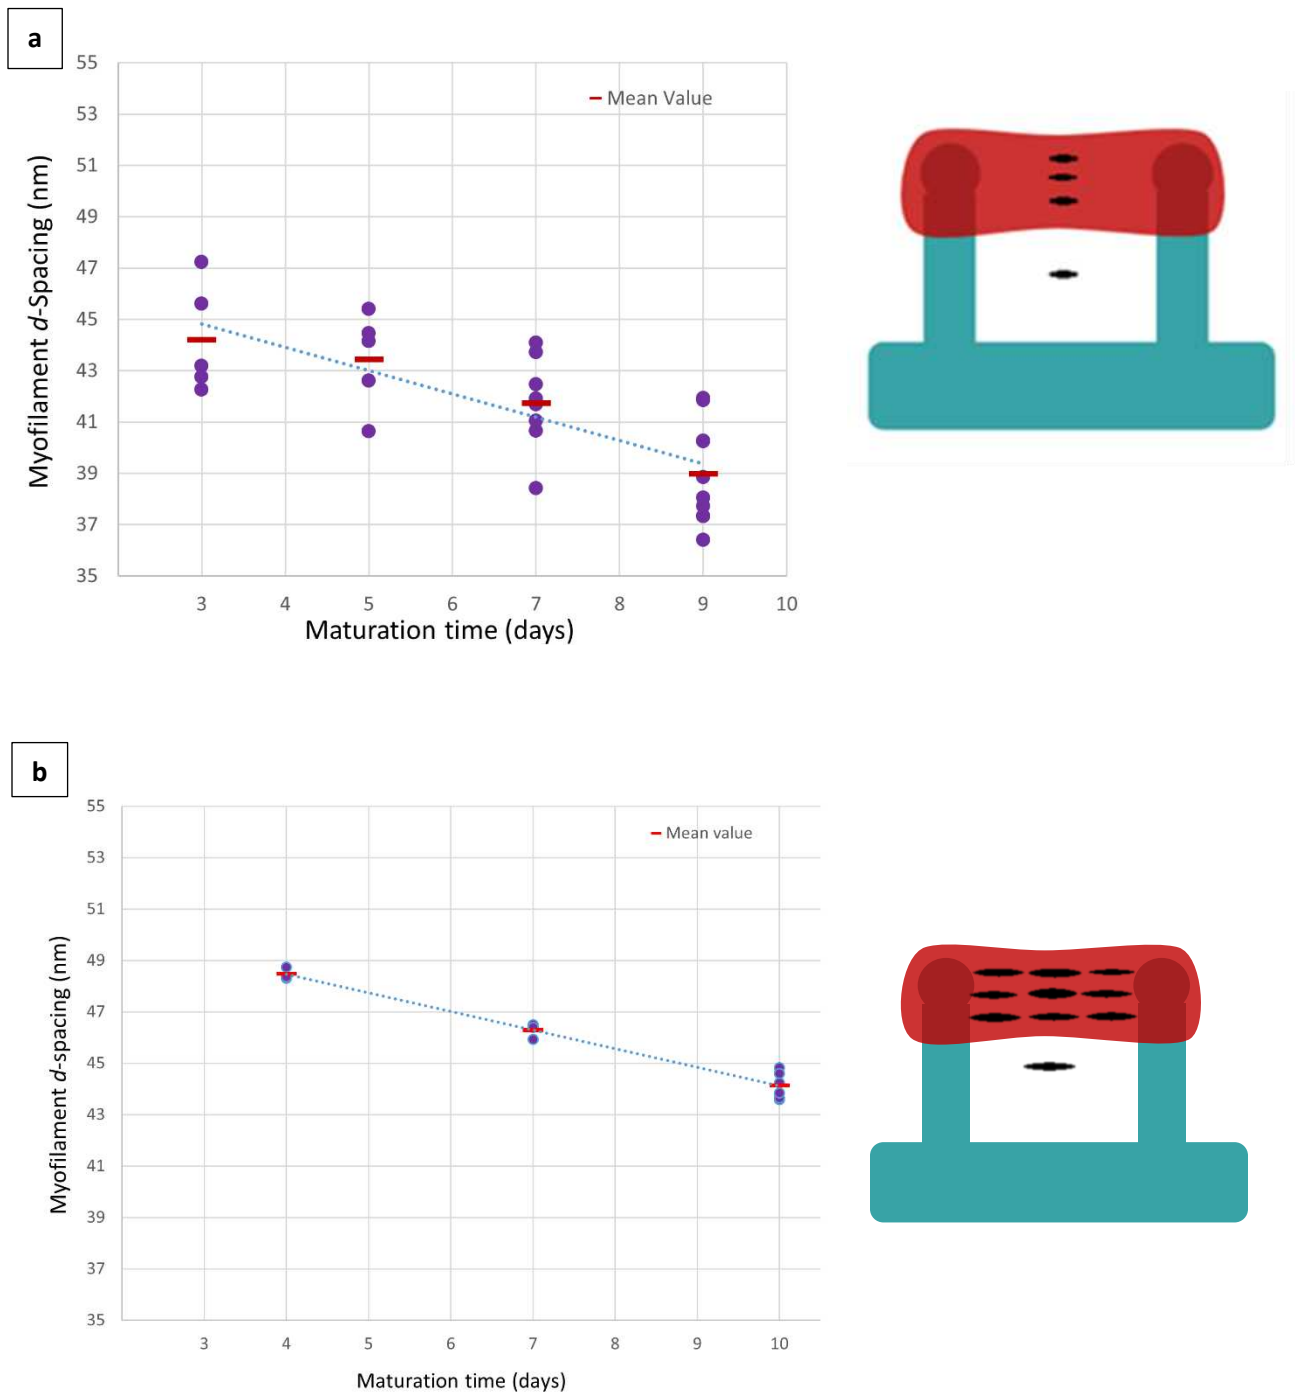 a
55
53
51
49
47
45
43
41
39
37
35
Mean Value
Myofilament d-Spacing (nm)
3 4 5 6 7 8 9 10
Maturation time (days)
b
55
53
51
49
47
45
43
41
39
37
35
Mean value
Myofilament d-spacing (nm)
3 4 5 6 7 8 9 10
Maturation time (days)